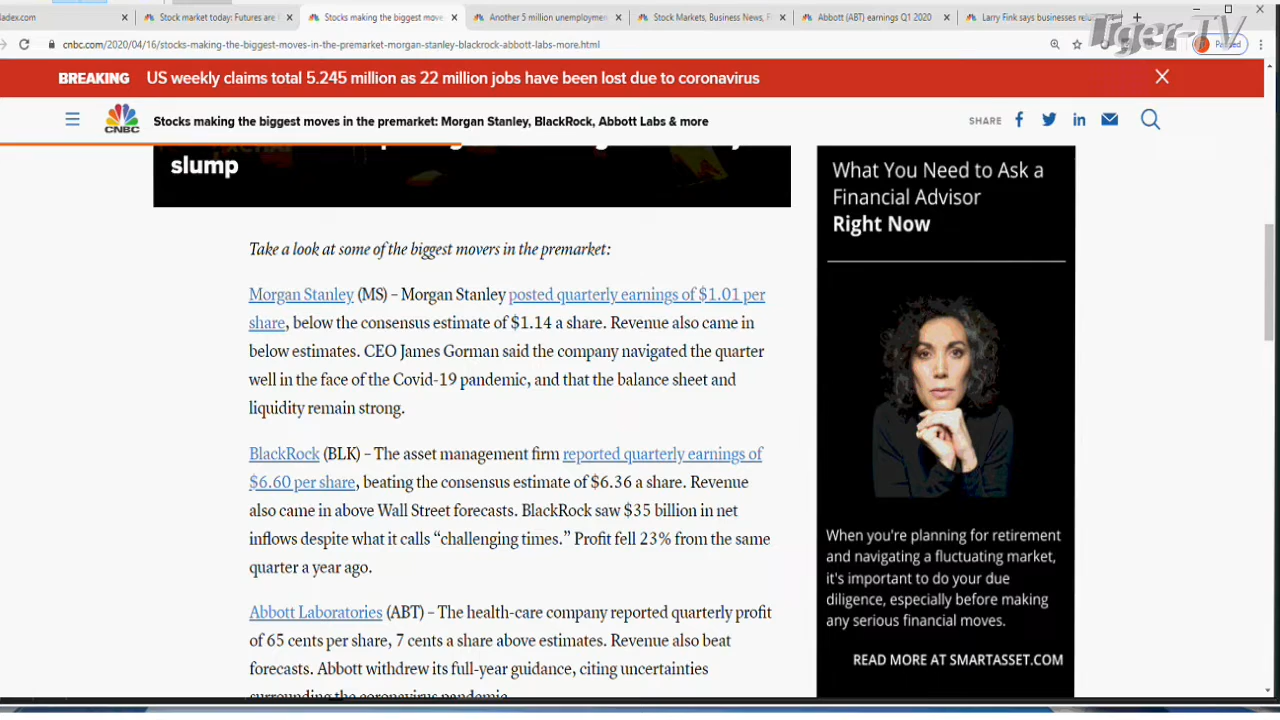 adex.com
Stock market today: Futures are
Stocks making the biggest move
Another 5 million unemploymen
Stock Markets, Business News, F
Abbott (ABT) earnings Q1 2020
Larry Fink says businesses
Tiger-TV
cnbc.com/2020/04/16/stocks-making-the-biggest-moves-in-the-premarket-morgan-stanley-blackrock-abbott-labs-more.html
BREAKING US weekly claims total 5.245 million as 22 million jobs have been lost due to coronavirus
CNBC
Stocks making the biggest moves in the premarket: Morgan Stanley, BlackRock, Abbott Labs & more
SHARE
slump
Take a look at some of the biggest movers in the premarket:
Morgan Stanley (MS) – Morgan Stanley posted quarterly earnings of $1.01 per
share, below the consensus estimate of $1.14 a share. Revenue also came in
below estimates. CEO James Gorman said the company navigated the quarter
well in the face of the Covid-19 pandemic, and that the balance sheet and
liquidity remain strong.
BlackRock (BLK) – The asset management firm reported quarterly earnings of
$6.60 per share, beating the consensus estimate of $6.36 a share. Revenue
also came in above Wall Street forecasts. BlackRock saw $35 billion in net
inflows despite what it calls “challenging times.” Profit fell 23% from the same
quarter a year ago.
Abbott Laboratories (ABT) – The health-care company reported quarterly profit
of 65 cents per share, 7 cents a share above estimates. Revenue also beat
forecasts. Abbott withdrew its full-year guidance, citing uncertainties
surrounding the coronavirus pandemic.
What You Need to Ask a
Financial Advisor
Right Now
When you're planning for retirement
and navigating a fluctuating market,
it's important to do your due
diligence, especially before making
any serious financial moves.
READ MORE AT SMARTASSET.COM